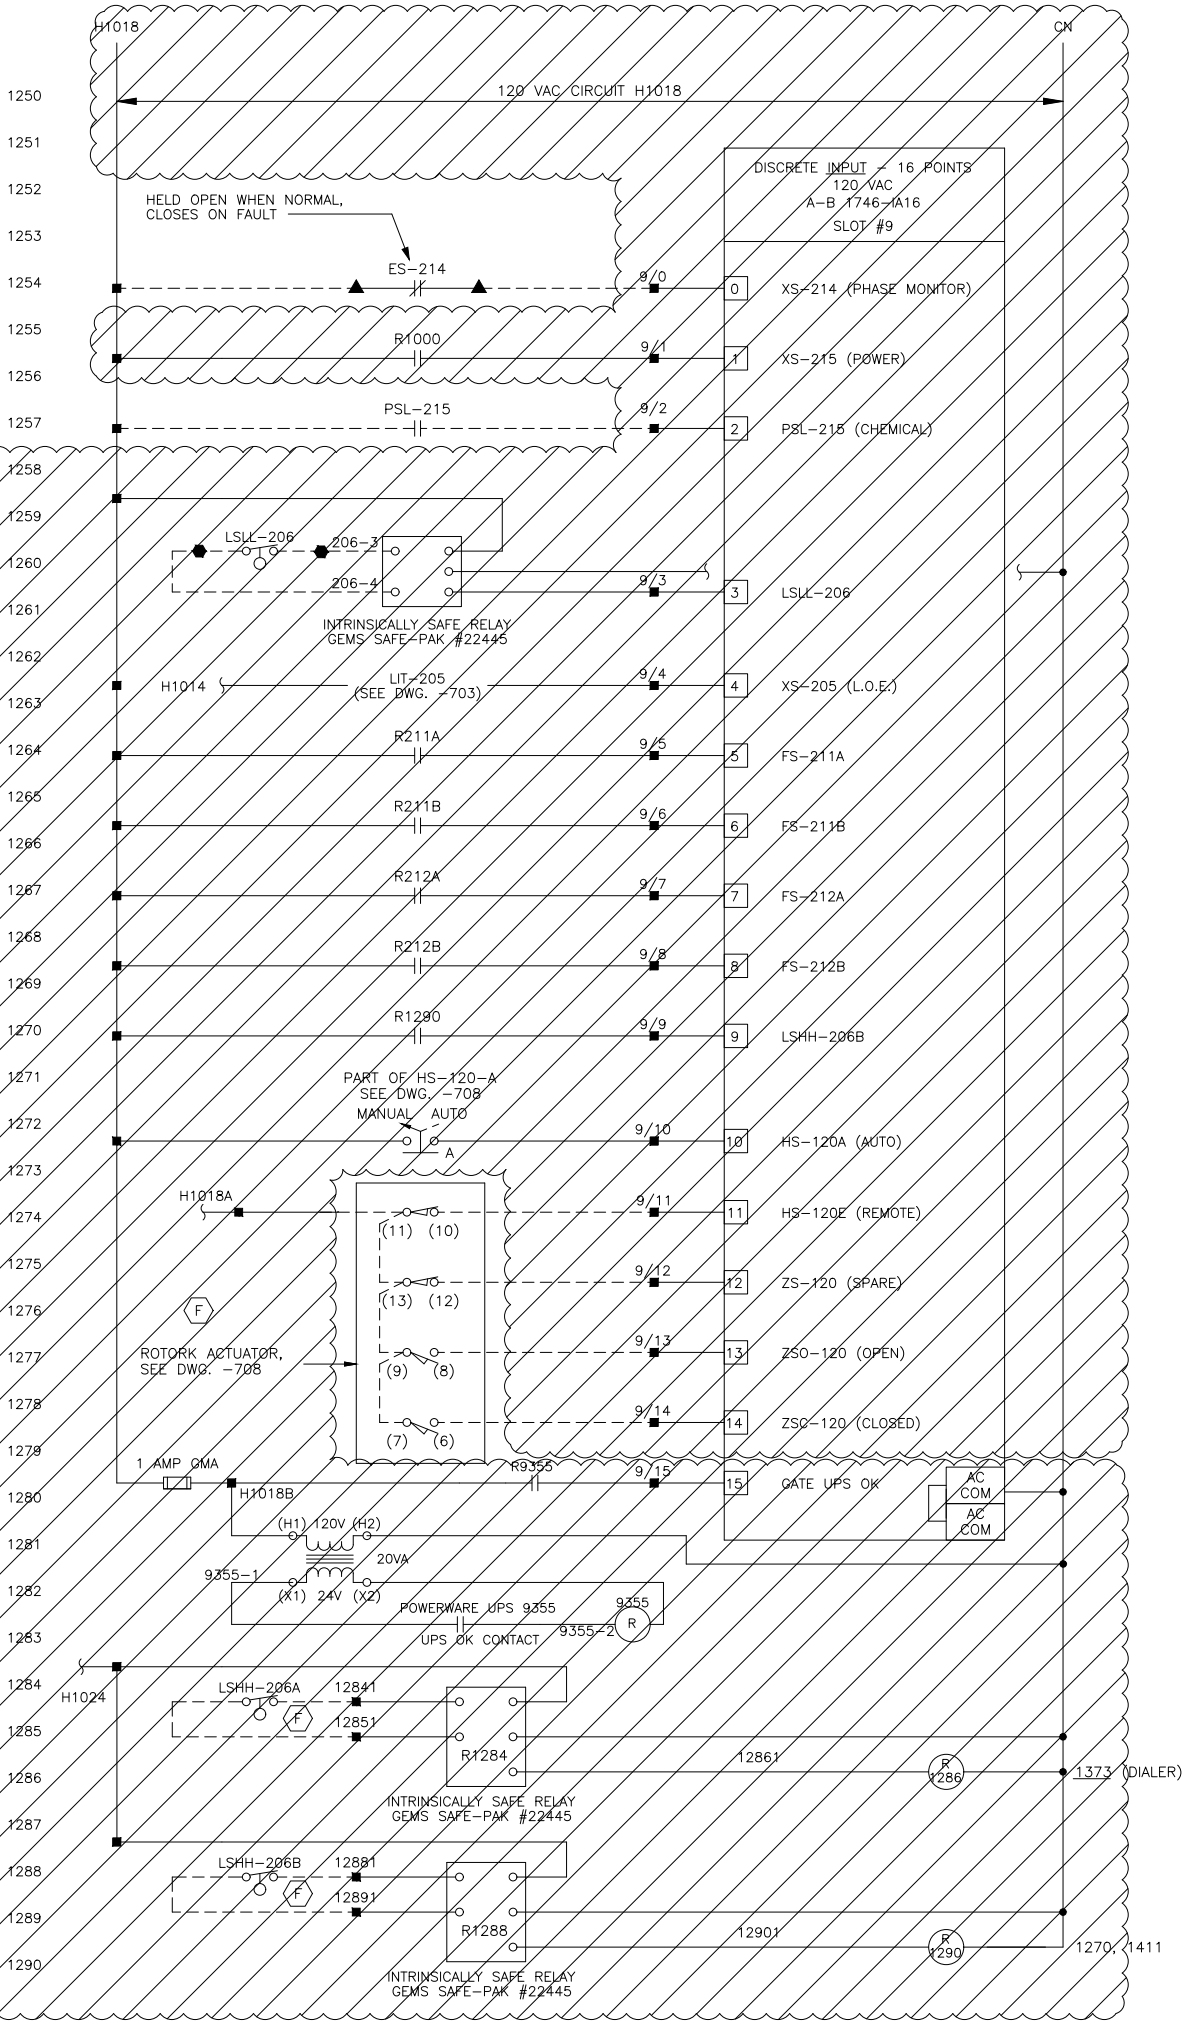 H1018
CN
1250
120 VAC CIRCUIT H1018
1251
DISCRETE INPUT – 16 POINTS
120 VAC
A-B 1746-IA16
SLOT #9
1252
HELD OPEN WHEN NORMAL,
CLOSES ON FAULT
1253
ES-214
1254
9/0
0
XS-214 (PHASE MONITOR)
1255
R1000
9/1
1
XS-215 (POWER)
1256
PSL-215
9/2
1257
2
PSL-215 (CHEMICAL)
1258
1259
LSLL-206
206-3
1260
206-4
9/3
3
LSLL-206
1261
INTRINSICALLY SAFE RELAY
GEMS SAFE-PAK #22445
1262
H1014
LIT-205
(SEE DWG. -703)
9/4
4
XS-205 (L.O.E.)
1263
1264
R211A
9/5
5
FS-211A
1265
R211B
9/6
6
FS-211B
1266
1267
R212A
9/7
7
FS-212A
1268
R212B
9/8
8
FS-212B
1269
1270
R1290
9/9
9
LSHH-206B
1271
PART OF HS-120-A
SEE DWG. -708
MANUAL AUTO
1272
A
9/10
10
HS-120A (AUTO)
1273
H1018A
1274
(11) (10)
9/11
11
HS-120E (REMOTE)
1275
(13) (12)
9/12
12
ZS-120 (SPARE)
1276
F
1277
ROTORK ACTUATOR,
SEE DWG. -708
(9) (8)
9/13
13
ZSO-120 (OPEN)
1278
(7) (6)
9/14
14
ZSC-120 (CLOSED)
1279
1 AMP GMA
R9355
9/15
15
GATE UPS OK
AC
COM
AC
COM
1280
H1018B
1281
(H1) 120V (H2)
20VA
1282
9355-1
(X1) 24V (X2)
POWERWARE UPS 9355
9355
R
9355-2
1283
UPS OK CONTACT
1284
H1024
LSHH-206A
12841
F
1285
12851
R1284
1286
12861
R
1286
1373 (DIALER)
INTRINSICALLY SAFE RELAY
GEMS SAFE-PAK #22445
1287
1288
LSHH-206B
12881
F
12891
1289
R1288
12901
R
1290
1270, 1411
1290
INTRINSICALLY SAFE RELAY
GEMS SAFE-PAK #22445